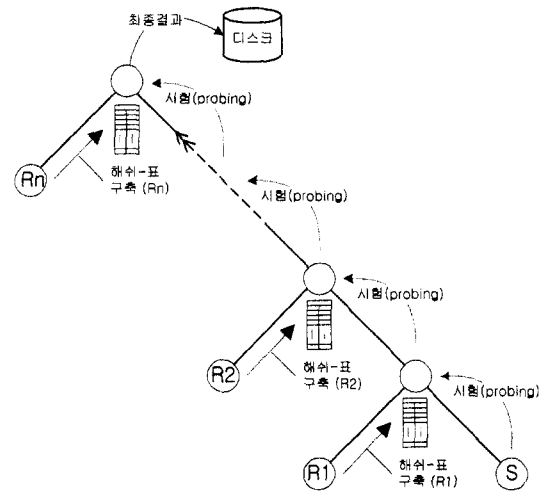 최종결과
디스크
시험(probing)
Rn
해쉬-표
구축 (Rn)
시험(probing)
시험(probing)
R2
해쉬-표
구축 (R2)
시험(probing)
R1
해쉬-표
구축 (R1)
S